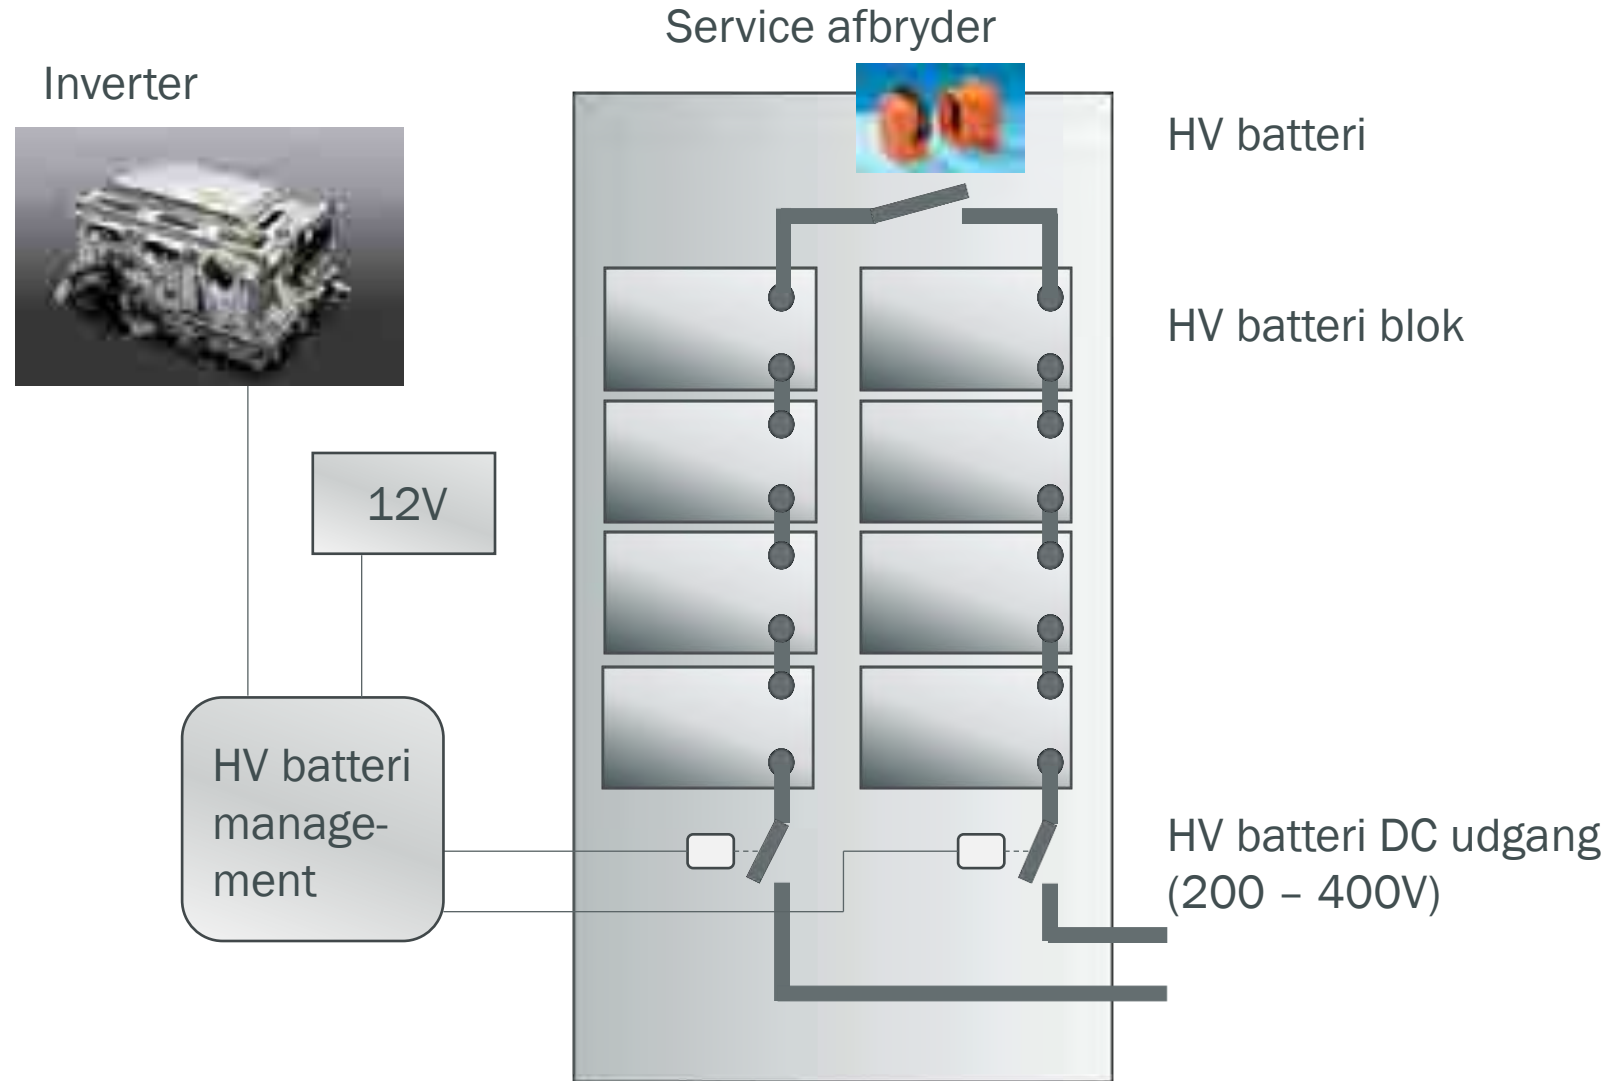 Service afbryder
Inverter
HV batteri
HV batteri blok
12V
HV batteri
manage-
ment
HV batteri DC udgang
(200 – 400V)